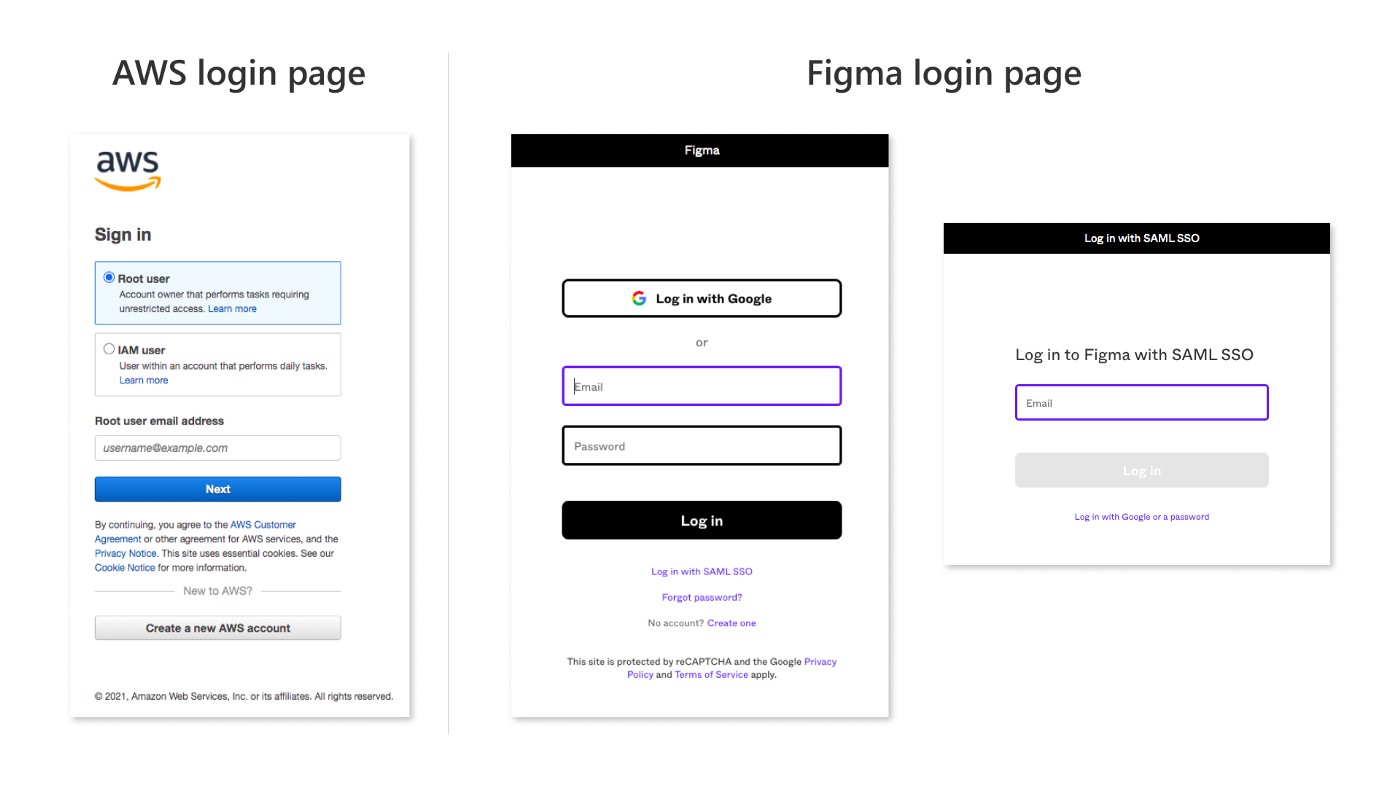 AWS login page
aws
Sign in
Root user
Account owner that performs tasks requiring
unrestricted access. Learn more
IAM user
User within an account that performs daily tasks.
Learn more
Root user email address
username@example.com
Next
By continuing, you agree to the AWS Customer
Agreement or other agreement for AWS services, and the
Privacy Notice. This site uses essential cookies. See our
Cookie Notice for more information.
New to AWS?
Create a new AWS account
© 2021, Amazon Web Services, Inc. or its affiliates. All rights reserved.
Figma login page
Figma
Log in with Google
or
Email
Password
Log in
Log in with SAML SSO
Forgot password?
No account? Create one
This site is protected by reCAPTCHA and the Google Privacy
Policy and Terms of Service apply.
Log in with SAML SSO
Log in to Figma with SAML SSO
Email
Log in
Log in with Google or a password